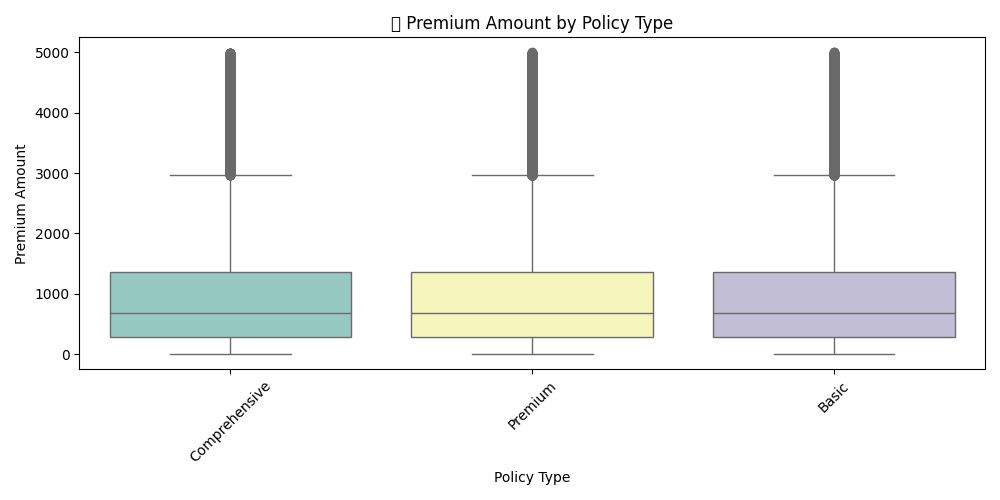 Premium Amount by Policy Type
Premium Amount
5000
4000
3000
2000
1000
0
Comprehensive
Premium
Basic
Policy Type